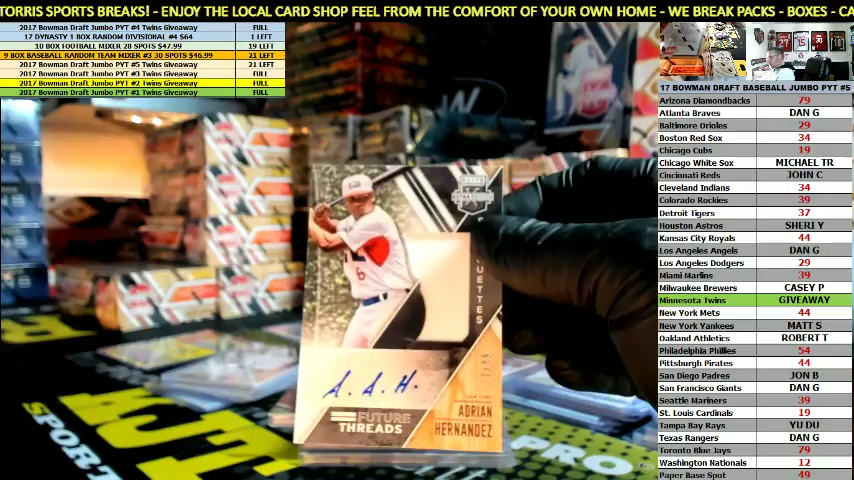 TORRIS SPORTS BREAKS! - ENJOY THE LOCAL CARD SHOP FEEL FROM THE COMFORT OF YOUR OWN HOME - WE BREAK PACKS - BOXES - CA
2017 Bowman Draft Jumbo PYT #4 Twins Giveaway FULL
17 DYNASTY 1 BOX RANDOM DIVISIONAL #4 $64 1 LEFT
10 BOX FOOTBALL MIXER 28 SPOTS $47.99 19 LEFT
9 BOX BASEBALL RANDOM TEAM MIXER #3 30 SPOTS $46.99 21 LEFT
2017 Bowman Draft Jumbo PYT #5 Twins Giveaway 21 LEFT
2017 Bowman Draft Jumbo PYT #3 Twins Giveaway FULL
2017 Bowman Draft Jumbo PYT #2 Twins Giveaway FULL
2017 Bowman Draft Jumbo PYT #1 Twins Giveaway FULL
17 BOWMAN DRAFT BASEBALL JUMBO PYT #5
Arizona Diamondbacks 79
Atlanta Braves DAN G
Baltimore Orioles 29
Boston Red Sox 34
Chicago Cubs 19
Chicago White Sox MICHAEL TR
Cincinnati Reds JOHN C
Cleveland Indians 34
Colorado Rockies 39
Detroit Tigers 37
Houston Astros SHERI Y
Kansas City Royals 44
Los Angeles Angels DAN G
Los Angeles Dodgers 29
Miami Marlins 39
Milwaukee Brewers CASEY P
Minnesota Twins GIVEAWAY
New York Mets 44
New York Yankees MATT S
Oakland Athletics ROBERT T
Philadelphia Phillies 54
Pittsburgh Pirates 44
San Diego Padres JON B
San Francisco Giants DAN G
Seattle Mariners 39
St. Louis Cardinals 19
Tampa Bay Rays YU DU
Texas Rangers DAN G
Toronto Blue Jays 79
Washington Nationals 12
Paper Base Spot 49
6
UETTES
A. A. H.
FUTURE
THREADS
ADRIAN
HERNANDEZ
KJT
SPORT
PRO